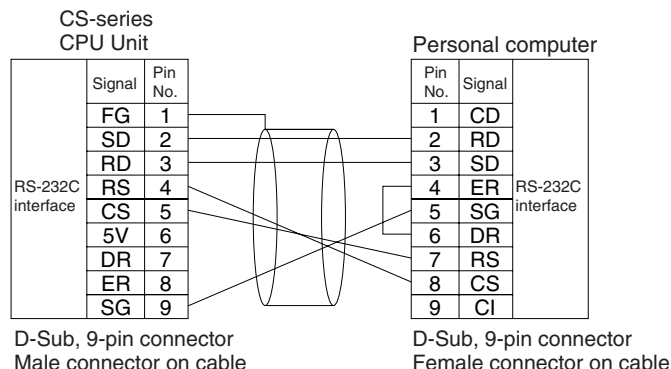 CS-series
CPU Unit
Personal computer
RS-232C
interface
Signal
Pin
No.
FG 1
SD 2
RD 3
RS 4
CS 5
5V 6
DR 7
ER 8
SG 9
Pin
No.
Signal
1 CD
2 RD
3 SD
4 ER
5 SG
6 DR
7 RS
8 CS
9 CI
RS-232C
interface
D-Sub, 9-pin connector
Male connector on cable
D-Sub, 9-pin connector
Female connector on cable